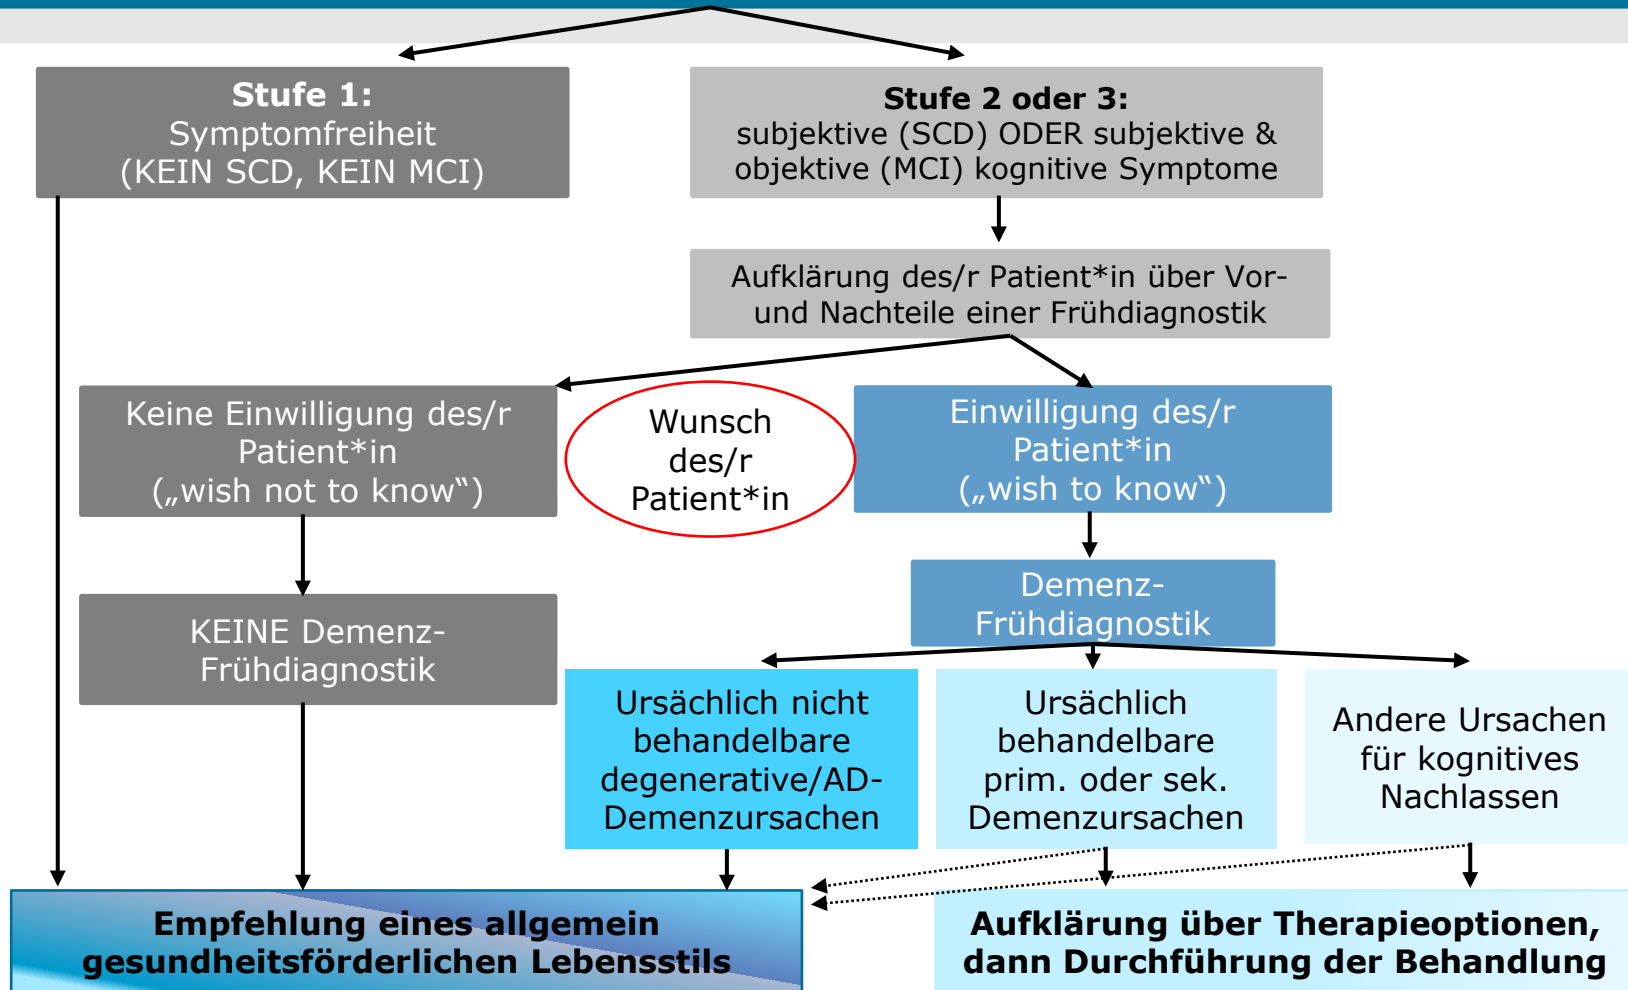 Stufe 1:
Symptomfreiheit
(KEIN SCD, KEIN MCI)
Stufe 2 oder 3:
subjektive (SCD) ODER subjektive &
objektive (MCI) kognitive Symptome
Aufklärung des/r Patient*in über Vor-
und Nachteile einer Frühdiagnostik
Keine Einwilligung des/r
Patient*in
(„wish not to know“)
Wunsch
des/r
Patient*in
Einwilligung des/r
Patient*in
(„wish to know“)
KEINE Demenz-
Frühdiagnostik
Demenz-
Frühdiagnostik
Ursächlich nicht
behandelbare
degenerative/AD-
Demenzursachen
Ursächlich
behandelbare
prim. oder sek.
Demenzursachen
Andere Ursachen
für kognitives
Nachlassen
Empfehlung eines allgemein
gesundheitsförderlichen Lebensstils
Aufklärung über Therapieoptionen,
dann Durchführung der Behandlung